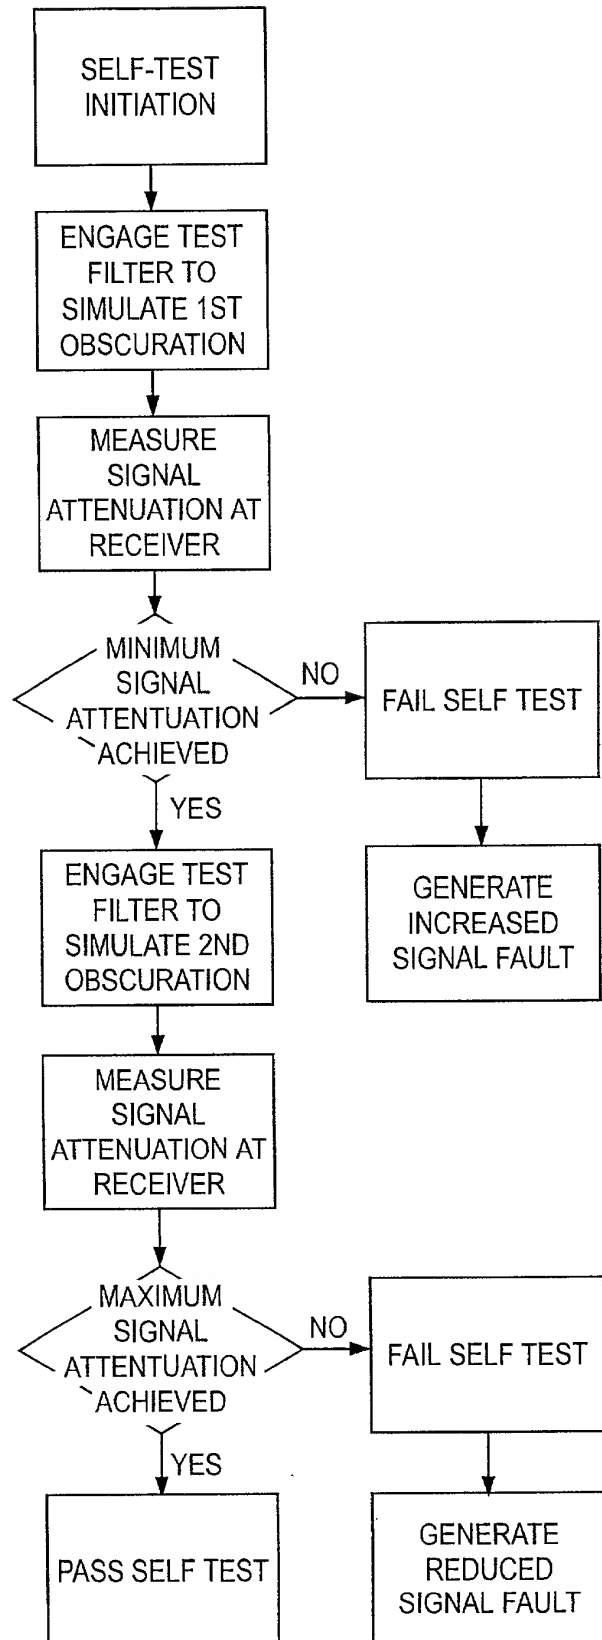 SELF-TEST
INITIATION
ENGAGE TEST
FILTER TO
SIMULATE 1ST
OBSCURATION
MEASURE
SIGNAL
ATTENUATION AT
RECEIVER
MINIMUM
SIGNAL
ATTENTUATION
ACHIEVED
NO
FAIL SELF TEST
YES
GENERATE
INCREASED
SIGNAL FAULT
ENGAGE TEST
FILTER TO
SIMULATE 2ND
OBSCURATION
MEASURE
SIGNAL
ATTENUATION AT
RECEIVER
MAXIMUM
SIGNAL
ATTENTUATION
ACHIEVED
NO
FAIL SELF TEST
YES
PASS SELF TEST
GENERATE
REDUCED
SIGNAL FAULT